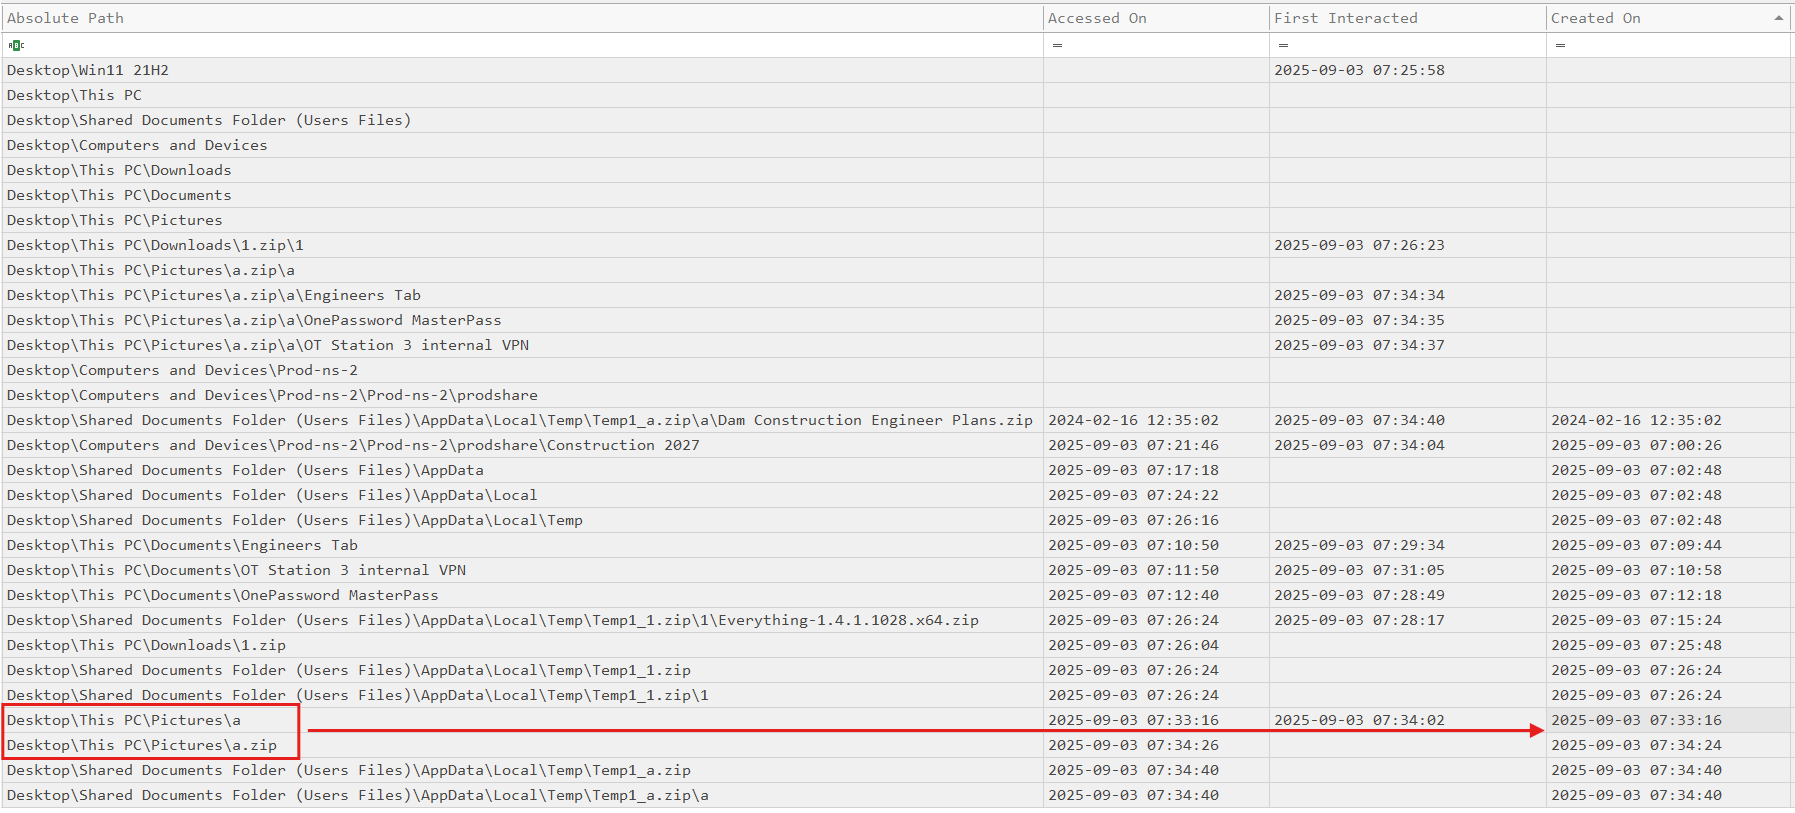 Absolute Path Accessed On First Interacted Created On
ABC = = =
Desktop\Win11 21H2 2025-09-03 07:25:58
Desktop\This PC
Desktop\Shared Documents Folder (Users Files)
Desktop\Computers and Devices
Desktop\This PC\Downloads
Desktop\This PC\Documents
Desktop\This PC\Pictures
Desktop\This PC\Downloads\1.zip\1 2025-09-03 07:26:23
Desktop\This PC\Pictures\a.zip\a
Desktop\This PC\Pictures\a.zip\a\Engineers Tab 2025-09-03 07:34:34
Desktop\This PC\Pictures\a.zip\a\OnePassword MasterPass 2025-09-03 07:34:35
Desktop\This PC\Pictures\a.zip\a\OT Station 3 internal VPN 2025-09-03 07:34:37
Desktop\Computers and Devices\Prod-ns-2
Desktop\Computers and Devices\Prod-ns-2\Prod-ns-2\prodshare
Desktop\Shared Documents Folder (Users Files)\AppData\Local\Temp\Temp1_a.zip\a\Dam Construction Engineer Plans.zip 2024-02-16 12:35:02 2025-09-03 07:34:40 2024-02-16 12:35:02
Desktop\Computers and Devices\Prod-ns-2\Prod-ns-2\prodshare\Construction 2027 2025-09-03 07:21:46 2025-09-03 07:34:04 2025-09-03 07:00:26
Desktop\Shared Documents Folder (Users Files)\AppData 2025-09-03 07:17:18 2025-09-03 07:02:48
Desktop\Shared Documents Folder (Users Files)\AppData\Local 2025-09-03 07:24:22 2025-09-03 07:02:48
Desktop\Shared Documents Folder (Users Files)\AppData\Local\Temp 2025-09-03 07:26:16 2025-09-03 07:02:48
Desktop\This PC\Documents\Engineers Tab 2025-09-03 07:10:50 2025-09-03 07:29:34 2025-09-03 07:09:44
Desktop\This PC\Documents\OT Station 3 internal VPN 2025-09-03 07:11:50 2025-09-03 07:31:05 2025-09-03 07:10:58
Desktop\This PC\Documents\OnePassword MasterPass 2025-09-03 07:12:40 2025-09-03 07:28:49 2025-09-03 07:12:18
Desktop\Shared Documents Folder (Users Files)\AppData\Local\Temp\Temp1_1.zip\1\Everything-1.4.1.1028.x64.zip 2025-09-03 07:26:24 2025-09-03 07:28:17 2025-09-03 07:15:24
Desktop\This PC\Downloads\1.zip 2025-09-03 07:26:04 2025-09-03 07:25:48
Desktop\Shared Documents Folder (Users Files)\AppData\Local\Temp\Temp1_1.zip 2025-09-03 07:26:24 2025-09-03 07:26:24
Desktop\Shared Documents Folder (Users Files)\AppData\Local\Temp\Temp1_1.zip\1 2025-09-03 07:26:24 2025-09-03 07:26:24
Desktop\This PC\Pictures\a 2025-09-03 07:33:16 2025-09-03 07:34:02 2025-09-03 07:33:16
Desktop\This PC\Pictures\a.zip 2025-09-03 07:34:26 2025-09-03 07:34:24
Desktop\Shared Documents Folder (Users Files)\AppData\Local\Temp\Temp1_a.zip 2025-09-03 07:34:40 2025-09-03 07:34:40
Desktop\Shared Documents Folder (Users Files)\AppData\Local\Temp\Temp1_a.zip\a 2025-09-03 07:34:40 2025-09-03 07:34:40